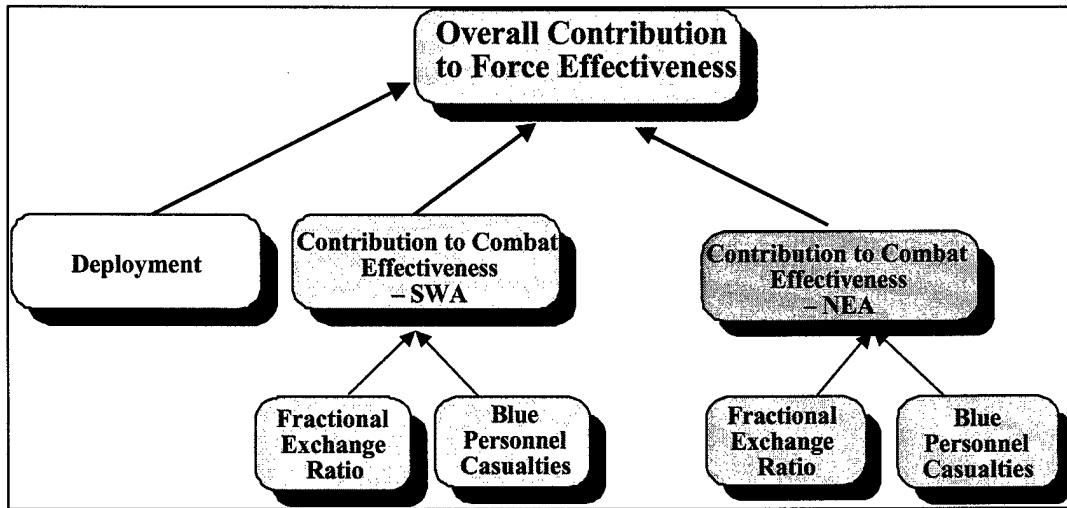 Overall Contribution
to Force Effectiveness
Deployment
Contribution to Combat
Effectiveness
– SWA
Contribution to Combat
Effectiveness
– NEA
Fractional
Exchange
Ratio
Blue
Personnel
Casualties
Fractional
Exchange
Ratio
Blue
Personnel
Casualties